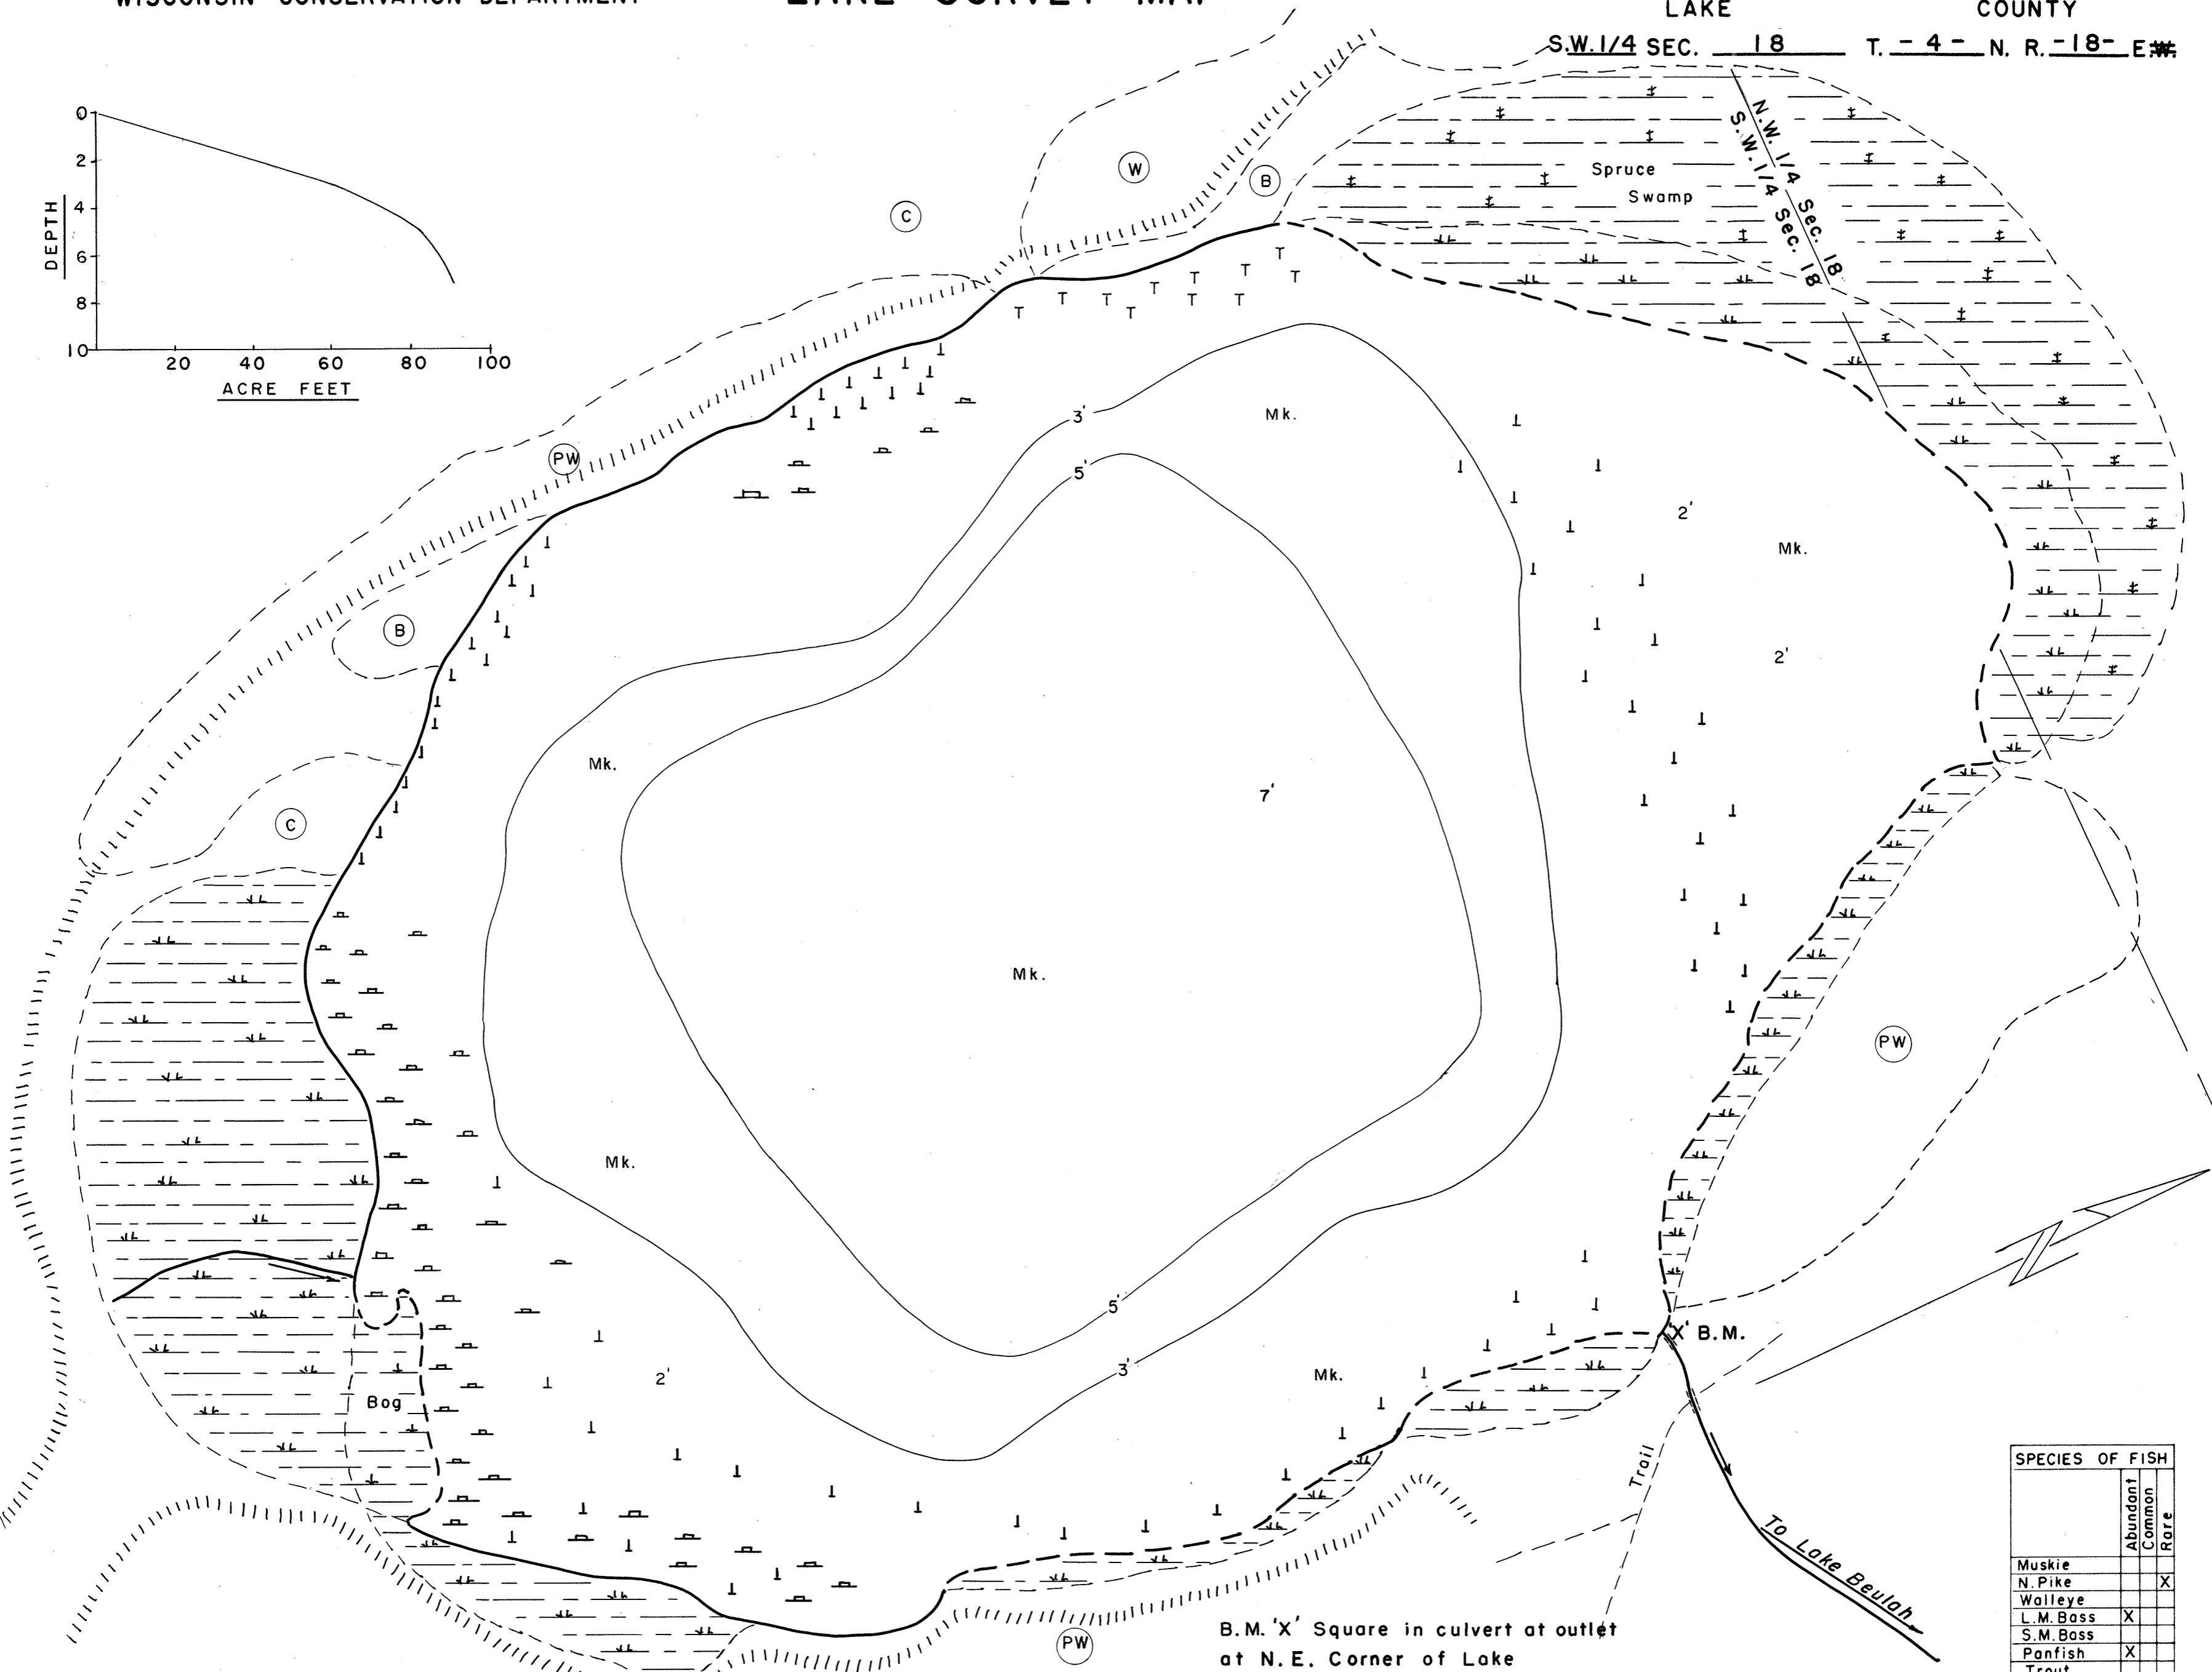 WISCONSIN CONSERVATION DEPARTMENT
LAKE SURVEY MAP
LAKE COUNTY
S.W. 1/4 SEC. 18 T. - 4 - N. R. -18- E.W.
0
2
4
6
8
10
DEPTH
20 40 60 80 100
ACRE FEET
W
B
C
Spruce
Swamp
N.W. 1/4 Sec. 18
S.W. 1/4 Sec. 18
T T T T T T T T T T T T T
3' Mk.
PW
5'
2'
Mk.
B
2'
Mk.
7'
C
Mk.
PW
Mk.
5'
'X' B.M.
3'
2' Mk.
Bog
Trail
To Lake Beulah
SPECIES OF FISH
Abundant
Common
Rare
Muskie
N. Pike X
Walleye
L.M. Bass X
S.M. Bass
Panfish X
Trout
PW
B.M. 'X' Square in culvert at outlet
at N.E. Corner of Lake